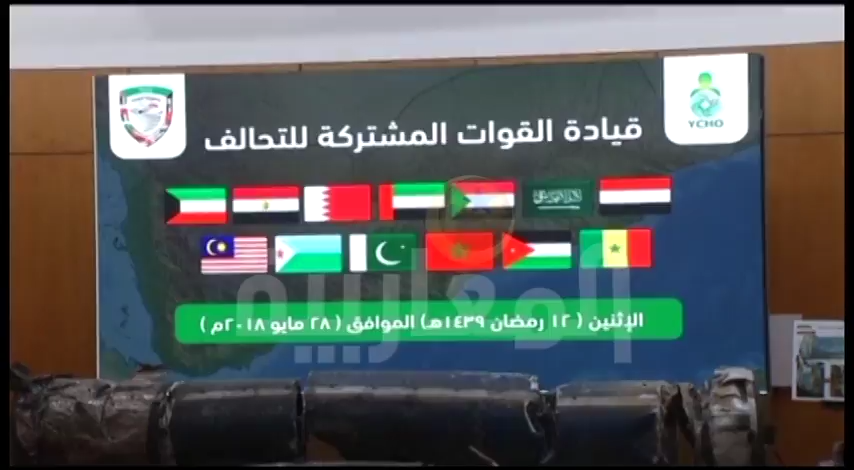 YCHO
قيادة القوات المشتركة للتحالف
الإثنين ( ١٢ رمضان ١٤٣٩هـ) الموافق ( ٢٨ مايو ٢٠١٨م )